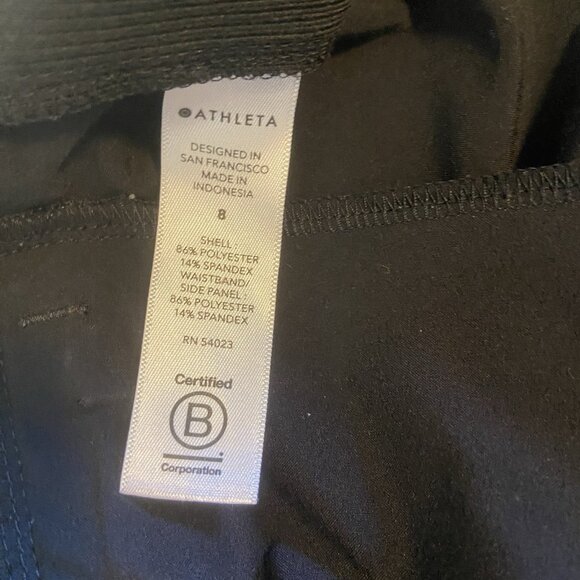 ATHLETA
DESIGNED IN
SAN FRANCISCO
MADE IN
INDONESIA
8
SHELL :
86% POLYESTER
14% SPANDEX
WAISTBAND/
SIDE PANEL :
86% POLYESTER
14% SPANDEX
RN 54023
Certified
B
Corporation